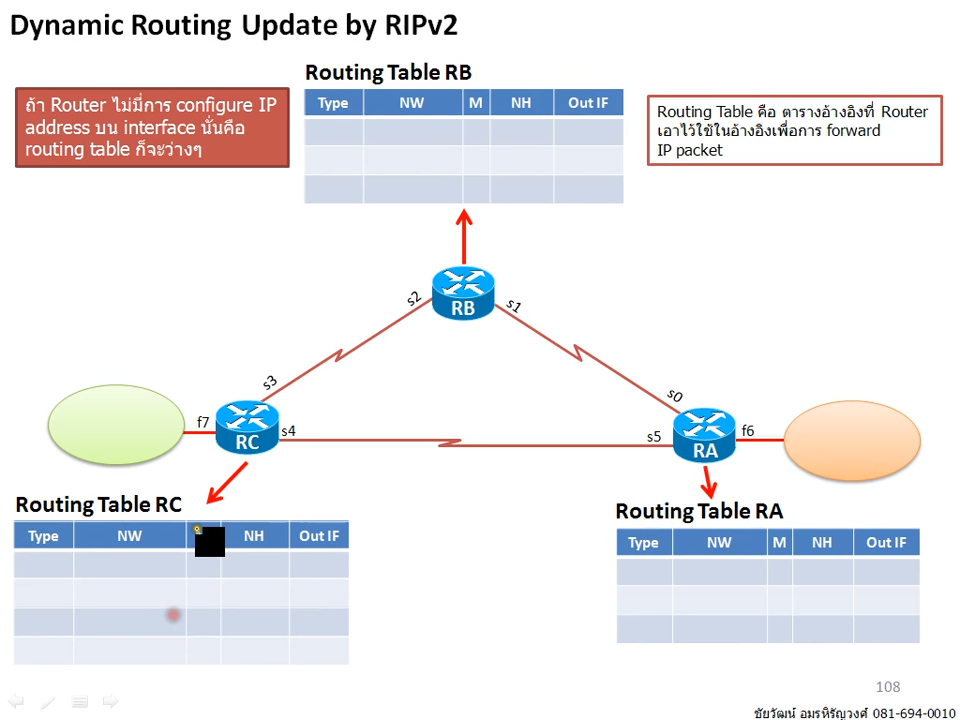 Dynamic Routing Update by RIPv2
Routing Table RB
Type NW M NH Out IF
ถ้า Router ไม่มีการ configure IP
address บน interface นั่นคือ
routing table ก็จะว่างๆ
Routing Table คือ ตารางอ้างอิงที่ Router
เอาไว้ใช้ในอ้างอิงเพื่อการ forward
IP packet
s2
RB
s1
s3
s0
f7
RC
s4
s5
RA
f6
Routing Table RC
Type NW NH Out IF
Routing Table RA
Type NW M NH Out IF
108
ชัยวัฒน์ อมรหิรัญวงศ์ 081-694-0010